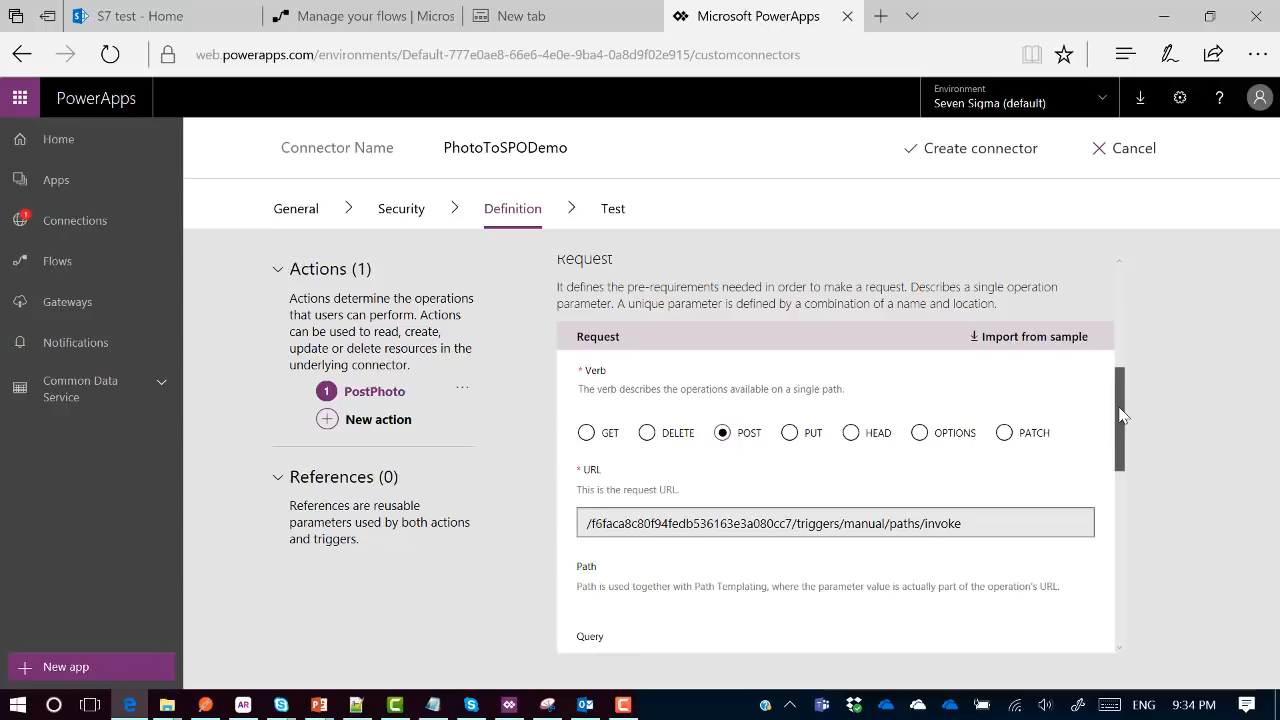 S7 test - Home
Manage your flows | Micros
New tab
Microsoft PowerApps
web.powerapps.com/environments/Default-777e0ae8-66e6-4e0e-9ba4-0a8d9f02e915/customconnectors
PowerApps
Environment
Seven Sigma (default)
Home
Apps
1
Connections
Flows
Gateways
Notifications
Common Data
Service
New app
Connector Name
PhotoToSPODemo
Create connector
Cancel
General
Security
Definition
Test
Actions (1)
Actions determine the operations
that users can perform. Actions
can be used to read, create,
update or delete resources in the
underlying connector.
1 PostPhoto ...
New action
References (0)
References are reusable
parameters used by both actions
and triggers.
Request
It defines the pre-requirements needed in order to make a request. Describes a single operation
parameter. A unique parameter is defined by a combination of a name and location.
Request
Import from sample
* Verb
The verb describes the operations available on a single path.
GET DELETE POST PUT HEAD OPTIONS PATCH
* URL
This is the request URL.
/f6faca8c80f94fedb536163e3a080cc7/triggers/manual/paths/invoke
Path
Path is used together with Path Templating, where the parameter value is actually part of the operation's URL.
Query
AR
ENG
9:34 PM